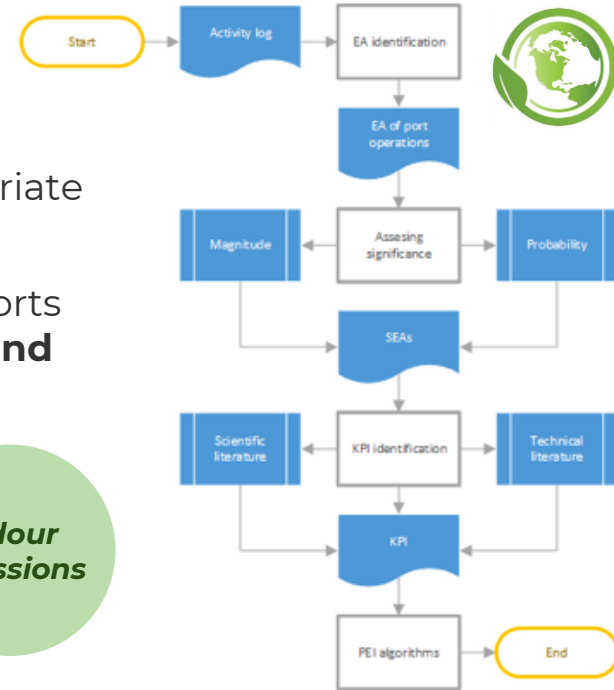 Start
Activity log
EA identification
EA of port
operations
riate
Magnitude
Assesing
significance
Probability
orts
nd
SEAs
Scientific
literature
KPI identification
Technical
literature
dour
ssions
KPI
PEI algorithms
End